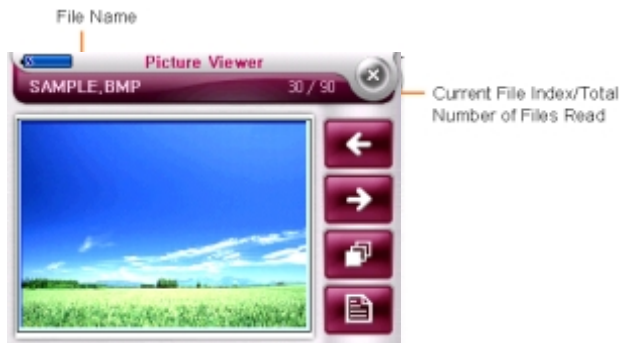 File Name
Picture Viewer
SAMPLE.BMP 30 / 90
Current File Index/Total
Number of Files Read